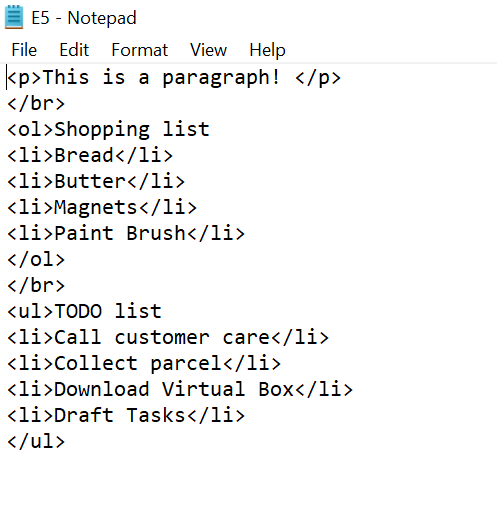 E5 - Notepad
File Edit Format View Help
<p>This is a paragraph! </p>
</br>
<ol>Shopping list
<li>Bread</li>
<li>Butter</li>
<li>Magnets</li>
<li>Paint Brush</li>
</ol>
</br>
<ul>TODO list
<li>Call customer care</li>
<li>Collect parcel</li>
<li>Download Virtual Box</li>
<li>Draft Tasks</li>
</ul>